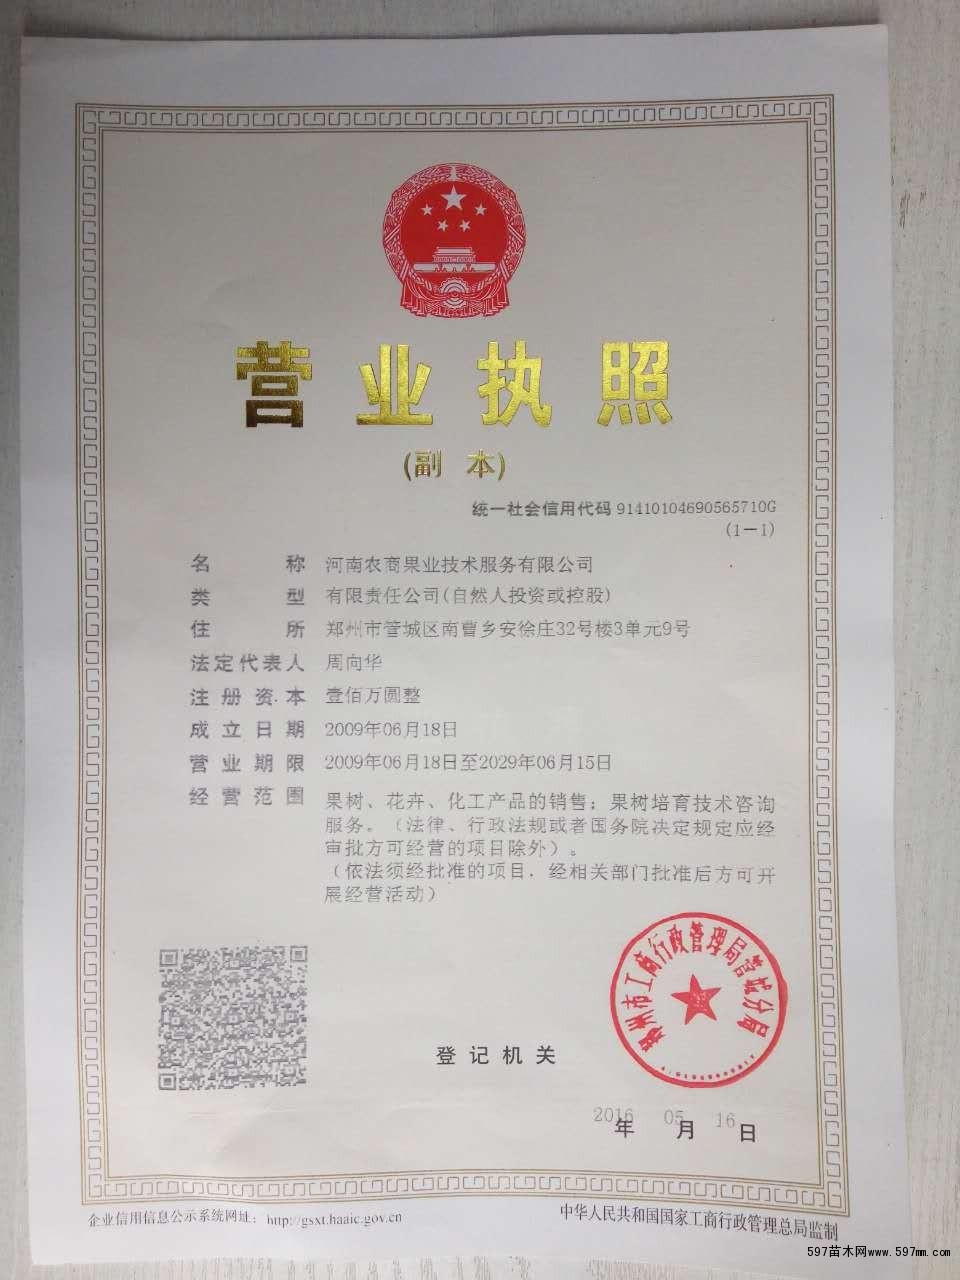 营业执照
(副 本)
统一社会信用代码 91410104690565710G
(1-1)
名称 河南农商果业技术服务有限公司
类型 有限责任公司(自然人投资或控股)
住所 郑州市管城区南曹乡安徐庄32号楼3单元9号
法定代表人 周向华
注册资本 壹佰万圆整
成立日期 2009年06月18日
营业期限 2009年06月18日至2029年06月15日
经营范围 果树、花卉、化工产品的销售；果树培育技术咨询
服务。（法律、行政法规或者国务院决定规定应经
审批方可经营的项目除外）。
（依法须经批准的项目，经相关部门批准后方可开
展经营活动）
郑州市工商行政管理局管城分局
登记机关
2016年05月16日
企业信用信息公示系统网址：http://gsxt.haaic.gov.cn
中华人民共和国国家工商行政管理总局监制
597苗木网www.597mm.com